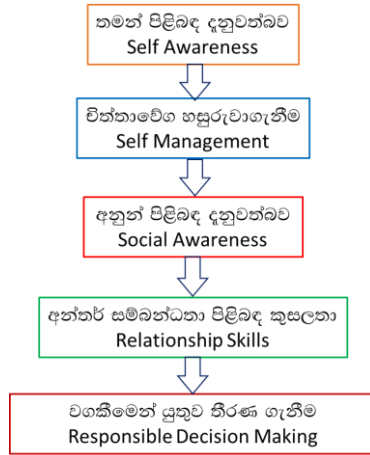 තමන් පිළිබඳ දැනුවත්බව
Self Awareness
චිත්තාවේග හසුරුවාගැනීම
Self Management
අනුන් පිළිබඳ දැනුවත්බව
Social Awareness
අන්තර් සම්බන්ධතා පිළිබඳ කුසලතා
Relationship Skills
වගකීමෙන් යුතුව තීරණ ගැනීම
Responsible Decision Making